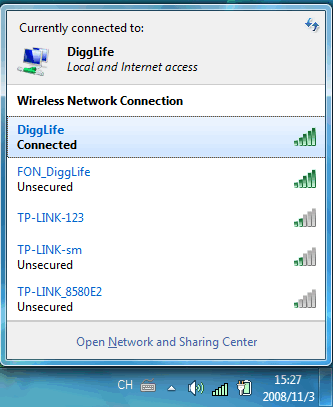 Currently connected to:
DiggLife
Local and Internet access
Wireless Network Connection
DiggLife
Connected
FON_DiggLife
Unsecured
TP-LINK-123
TP-LINK-sm
Unsecured
TP-LINK_8580E2
Unsecured
Open Network and Sharing Center
CH
15:27
2008/11/3